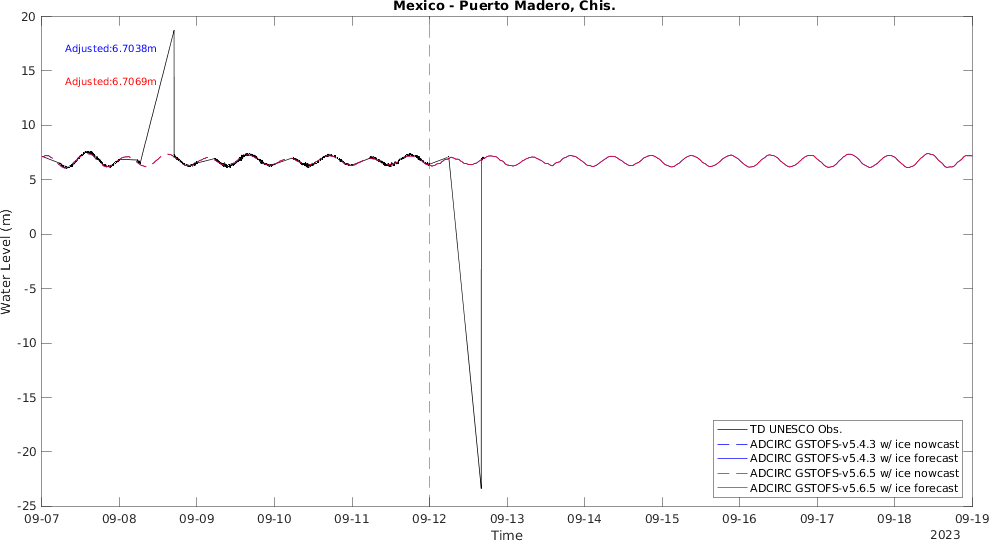 Mexico - Puerto Madero, Chis.
20
15
10
5
0
-5
-10
-15
-20
-25
Water Level (m)
Adjusted:6.7038m
Adjusted:6.7069m
TD UNESCO Obs.
ADCIRC GSTOFS-v5.4.3 w/ ice nowcast
ADCIRC GSTOFS-v5.4.3 w/ ice forecast
ADCIRC GSTOFS-v5.6.5 w/ ice nowcast
ADCIRC GSTOFS-v5.6.5 w/ ice forecast
09-07 09-08 09-09 09-10 09-11 09-12 09-13 09-14 09-15 09-16 09-17 09-18 09-19
Time
2023